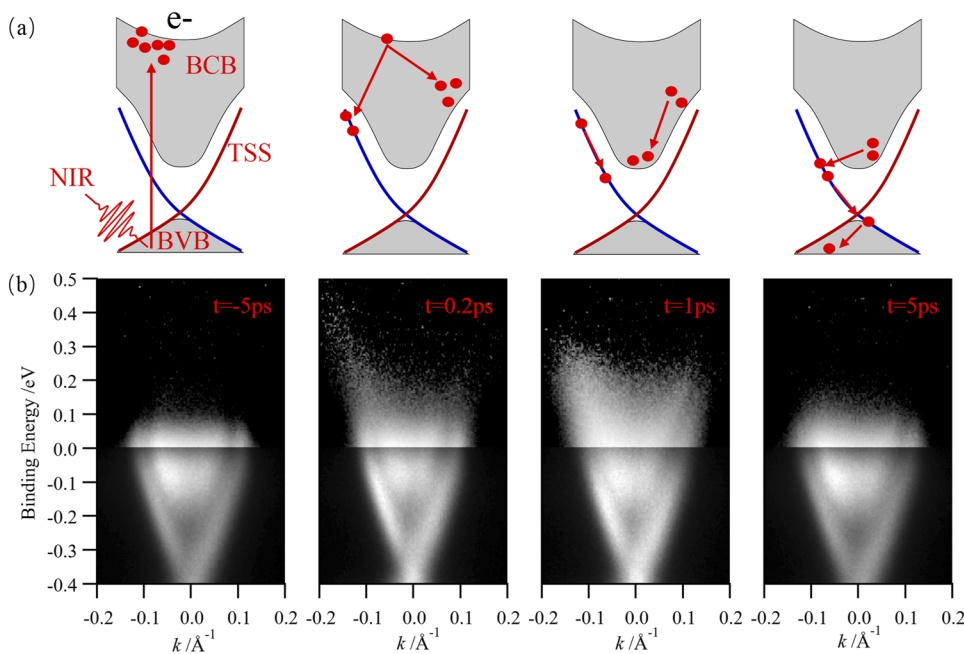 (a)
e-
BCB
TSS
NIR
BVB
(b)
t=-5ps
t=0.2ps
t=1ps
t=5ps
Binding Energy /eV
0.5
0.4
0.3
0.2
0.1
0.0
-0.1
-0.2
-0.3
-0.4
-0.2 -0.1 0.0 0.1 0.2
-0.2 -0.1 0.0 0.1 0.2
-0.2 -0.1 0.0 0.1 0.2
-0.2 -0.1 0.0 0.1 0.2
k /Å-1
k /Å-1
k /Å-1
k /Å-1